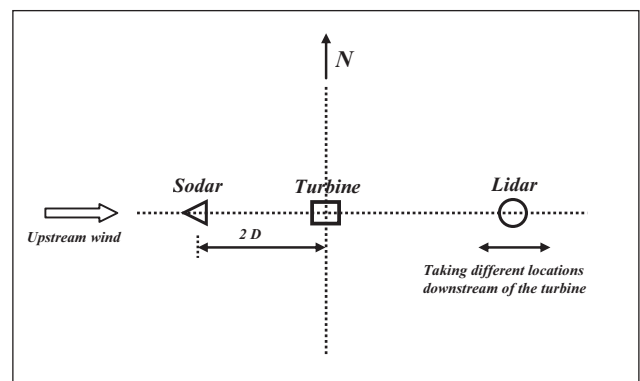 N
Sodar
Turbine
Lidar
Upstream wind
2 D
Taking different locations
downstream of the turbine